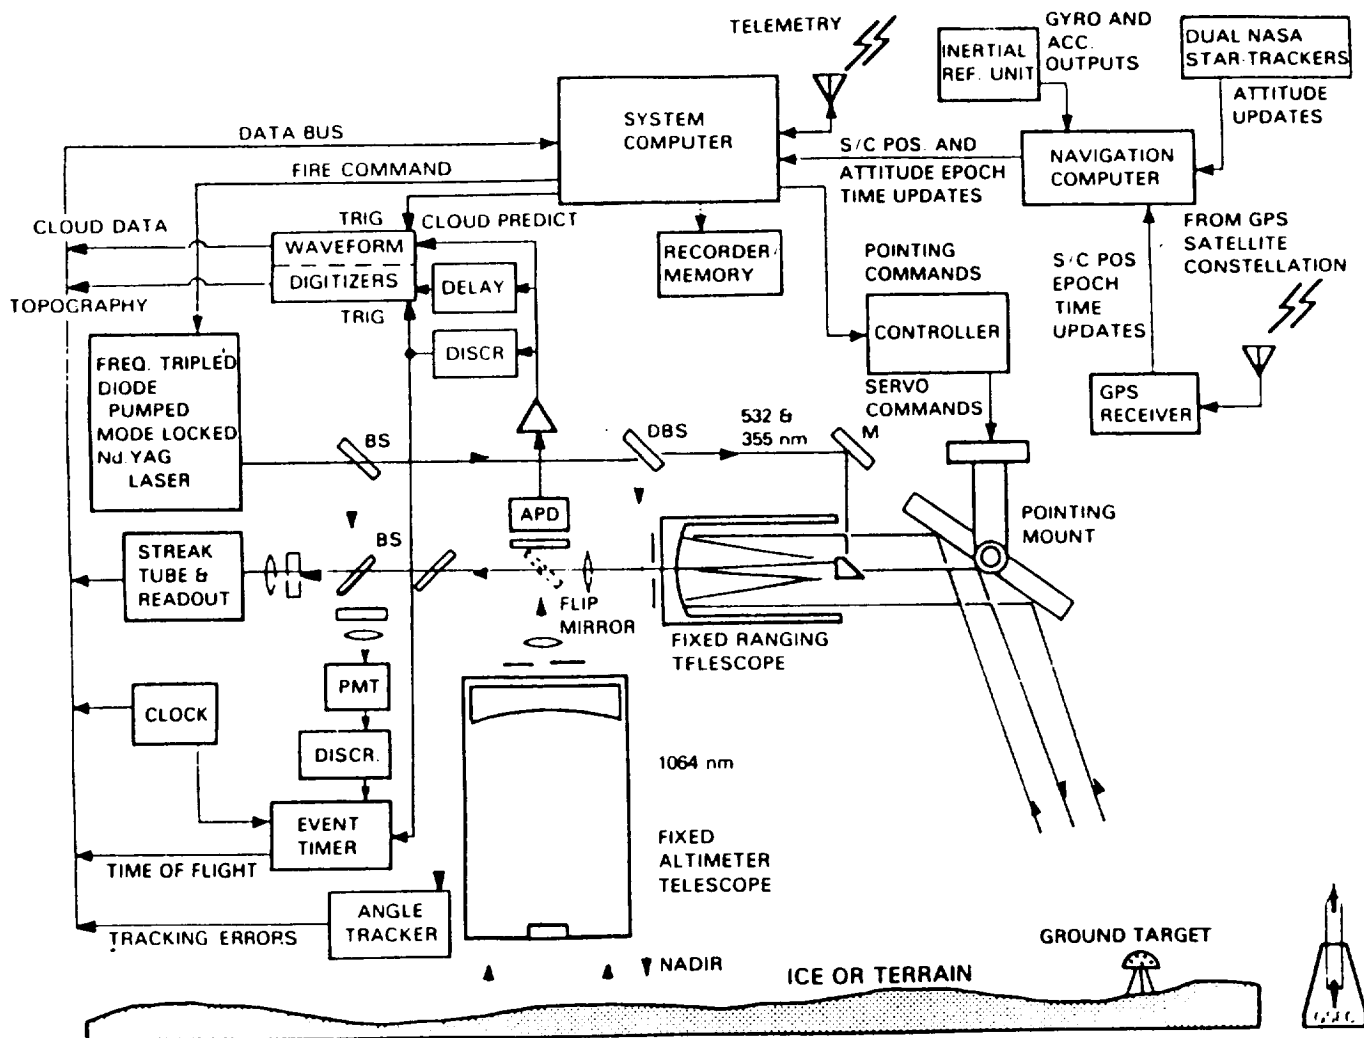 TELEMETRY
GYRO AND
ACC.
OUTPUTS
INERTIAL
REF. UNIT
DUAL NASA
STAR-TRACKERS
ATTITUDE
UPDATES
SYSTEM
COMPUTER
DATA BUS
FIRE COMMAND
S/C POS. AND
ATTITUDE EPOCH
TIME UPDATES
NAVIGATION
COMPUTER
CLOUD DATA
TRIG
CLOUD PREDICT
WAVEFORM
DIGITIZERS
TRIG
TOPOGRAPHY
DELAY
DISCR
RECORDER/
MEMORY
POINTING
COMMANDS
CONTROLLER
SERVO
COMMANDS
S/C POS
EPOCH
TIME
UPDATES
FROM GPS
SATELLITE
CONSTELLATION
GPS
RECEIVER
FREQ. TRIPLED
DIODE
PUMPED
MODE LOCKED
Nd.YAG
LASER
BS
DBS
532 &
355 nm
M
APD
POINTING
MOUNT
STREAK
TUBE &
READOUT
BS
FLIP
MIRROR
FIXED RANGING
TELESCOPE
PMT
CLOCK
DISCR.
EVENT
TIMER
TIME OF FLIGHT
1064 nm
FIXED
ALTIMETER
TELESCOPE
ANGLE
TRACKER
TRACKING ERRORS
NADIR
ICE OR TERRAIN
GROUND TARGET
GSFC